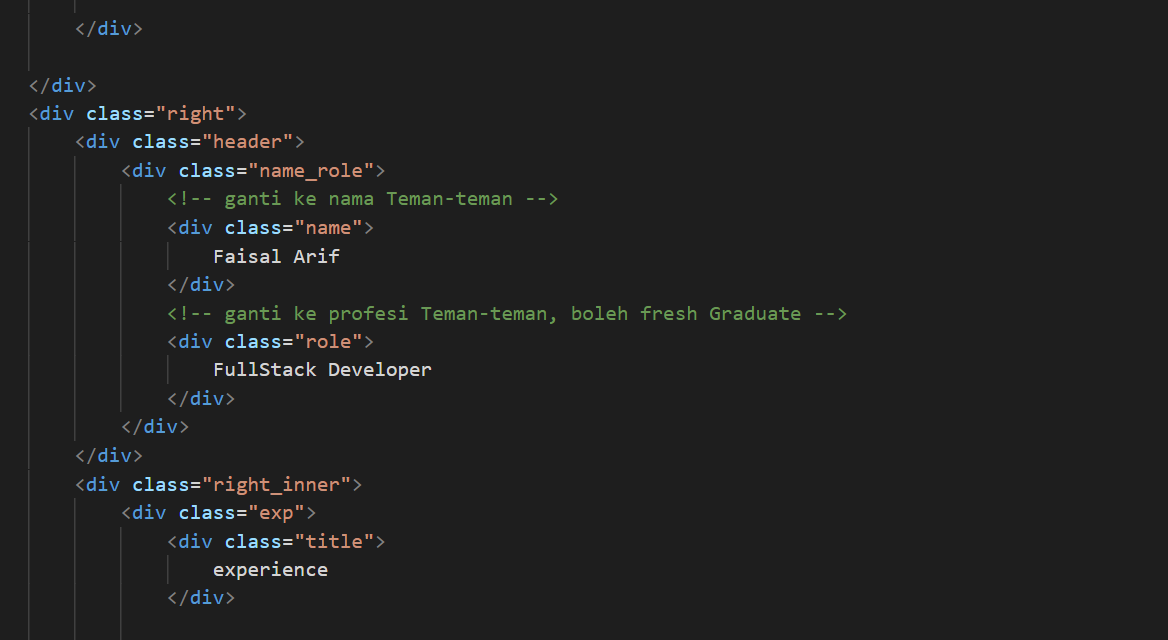 </div>
</div>
<div class="right">
<div class="header">
<div class="name_role">
<!-- ganti ke nama Teman-teman -->
<div class="name">
Faisal Arif
</div>
<!-- ganti ke profesi Teman-teman, boleh fresh Graduate -->
<div class="role">
FullStack Developer
</div>
</div>
</div>
<div class="right_inner">
<div class="exp">
<div class="title">
experience
</div>